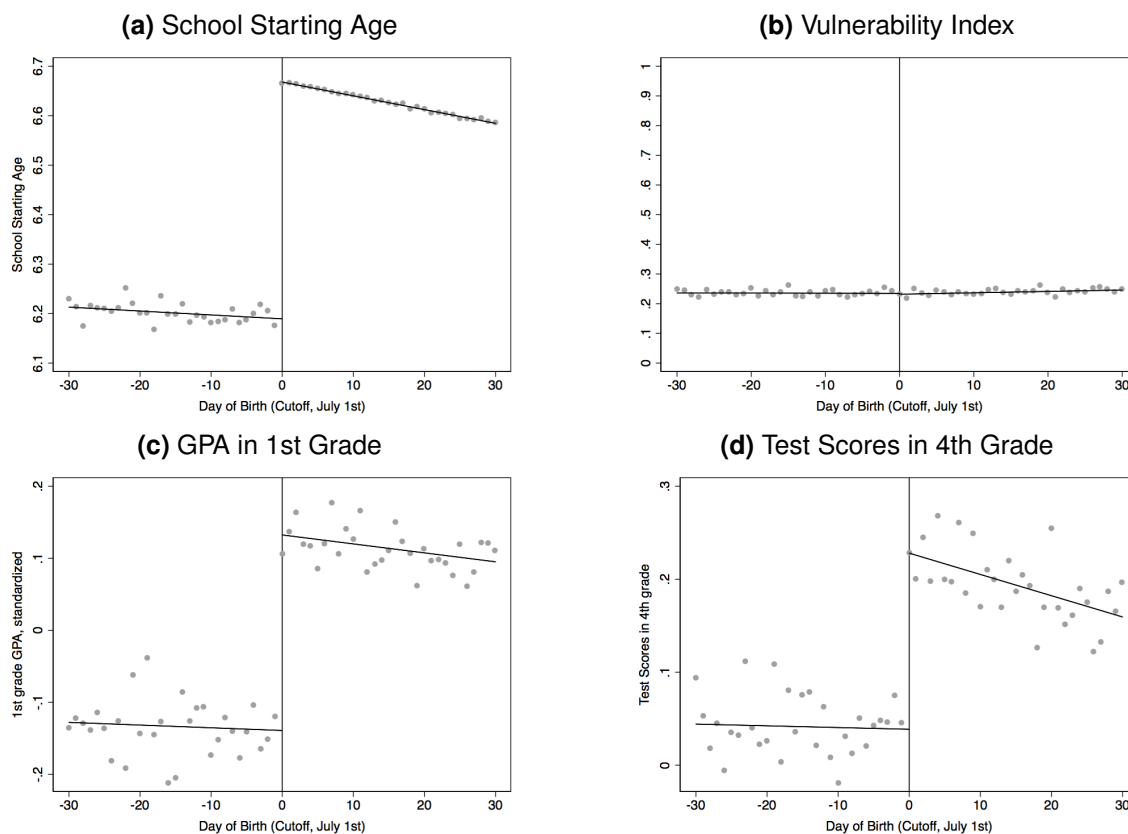 (a) School Starting Age
School Starting Age
6.7
6.6
6.5
6.4
6.3
6.2
6.1
-30 -20 -10 0 10 20 30
Day of Birth (Cutoff, July 1st)
(b) Vulnerability Index
1
.9
.8
.7
.6
.5
.4
.3
.2
.1
0
-30 -20 -10 0 10 20 30
Day of Birth (Cutoff, July 1st)
(c) GPA in 1st Grade
1st grade GPA, standardized
.2
.1
0
-.1
-.2
-30 -20 -10 0 10 20 30
Day of Birth (Cutoff, July 1st)
(d) Test Scores in 4th Grade
Test Scores in 4th grade
.3
.2
.1
0
-30 -20 -10 0 10 20 30
Day of Birth (Cutoff, July 1st)